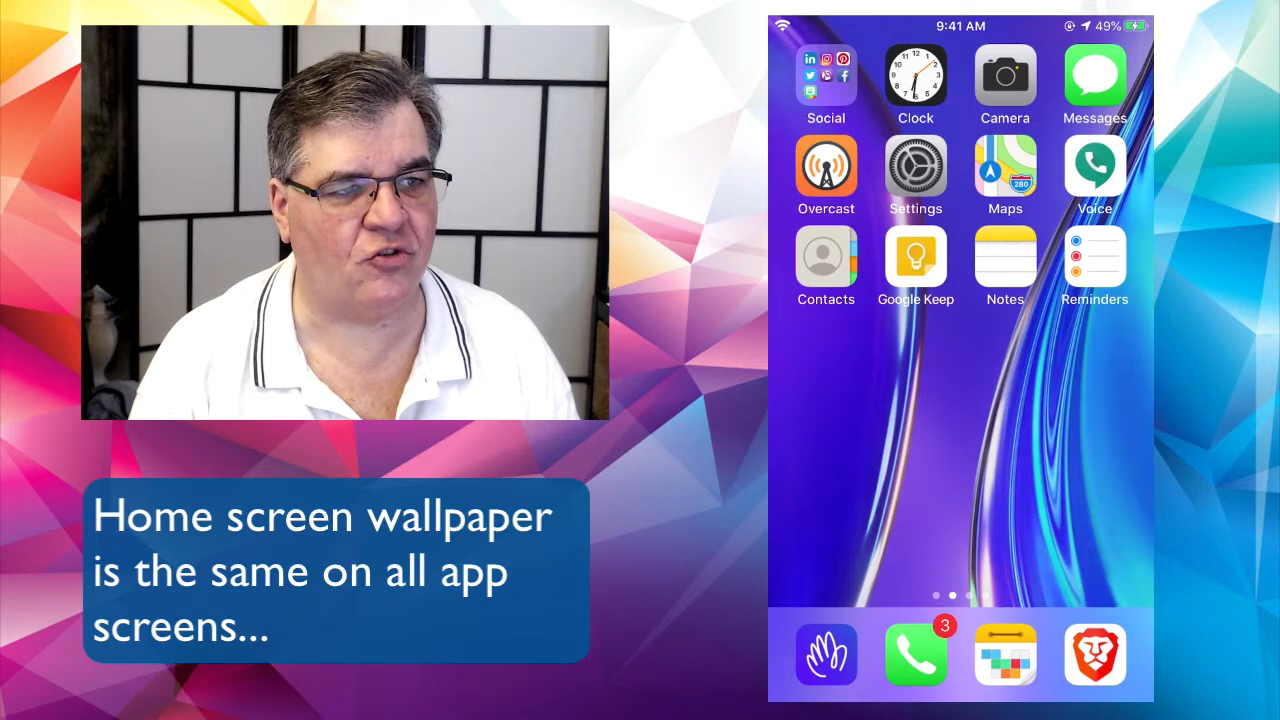 9:41 AM
49%
Social
Clock
Camera
Messages
280
Overcast
Settings
Maps
Voice
Contacts
Google Keep
Notes
Reminders
Home screen wallpaper
is the same on all app
screens...
3